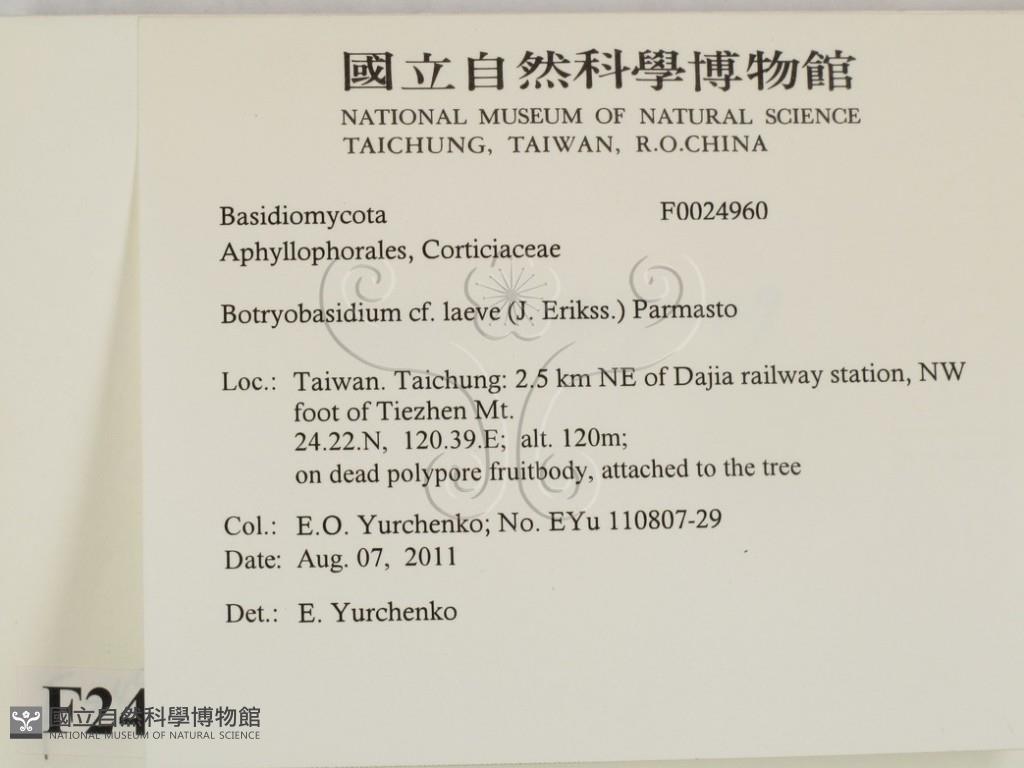 國立自然科學博物館
NATIONAL MUSEUM OF NATURAL SCIENCE
TAICHUNG, TAIWAN, R.O.CHINA
Basidiomycota F0024960
Aphyllophorales, Corticiaceae
Botryobasidium cf. laeve (J. Erikss.) Parmasto
Loc.: Taiwan. Taichung: 2.5 km NE of Dajia railway station, NW
foot of Tiezhen Mt.
24.22.N, 120.39.E; alt. 120m;
on dead polypore fruitbody, attached to the tree
Col.: E.O. Yurchenko; No. EYu 110807-29
Date: Aug. 07, 2011
Det.: E. Yurchenko
F24
國立自然科學博物館
NATIONAL MUSEUM OF NATURAL SCIENCE